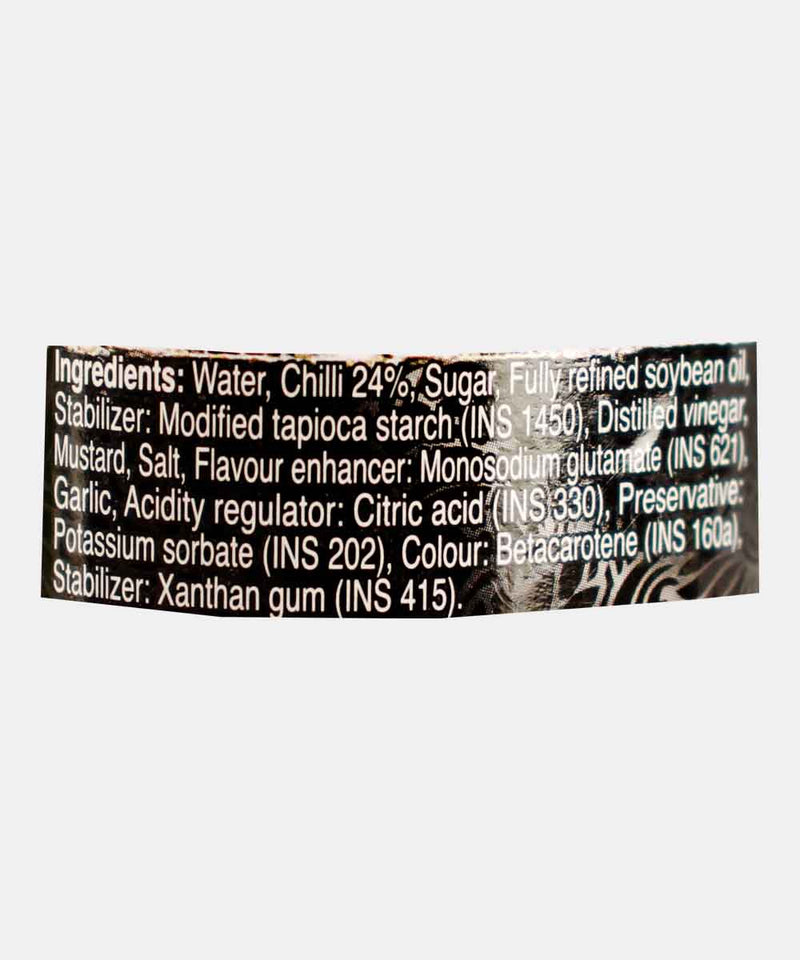 Ingredients: Water, Chilli 24%, Sugar, Fully refined soybean oil,
Stabilizer: Modified tapioca starch (INS 1450), Distilled vinegar,
Mustard, Salt, Flavour enhancer: Monosodium glutamate (INS 621),
Garlic, Acidity regulator: Citric acid (INS 330), Preservative:
Potassium sorbate (INS 202), Colour: Betacarotene (INS 160a),
Stabilizer: Xanthan gum (INS 415).